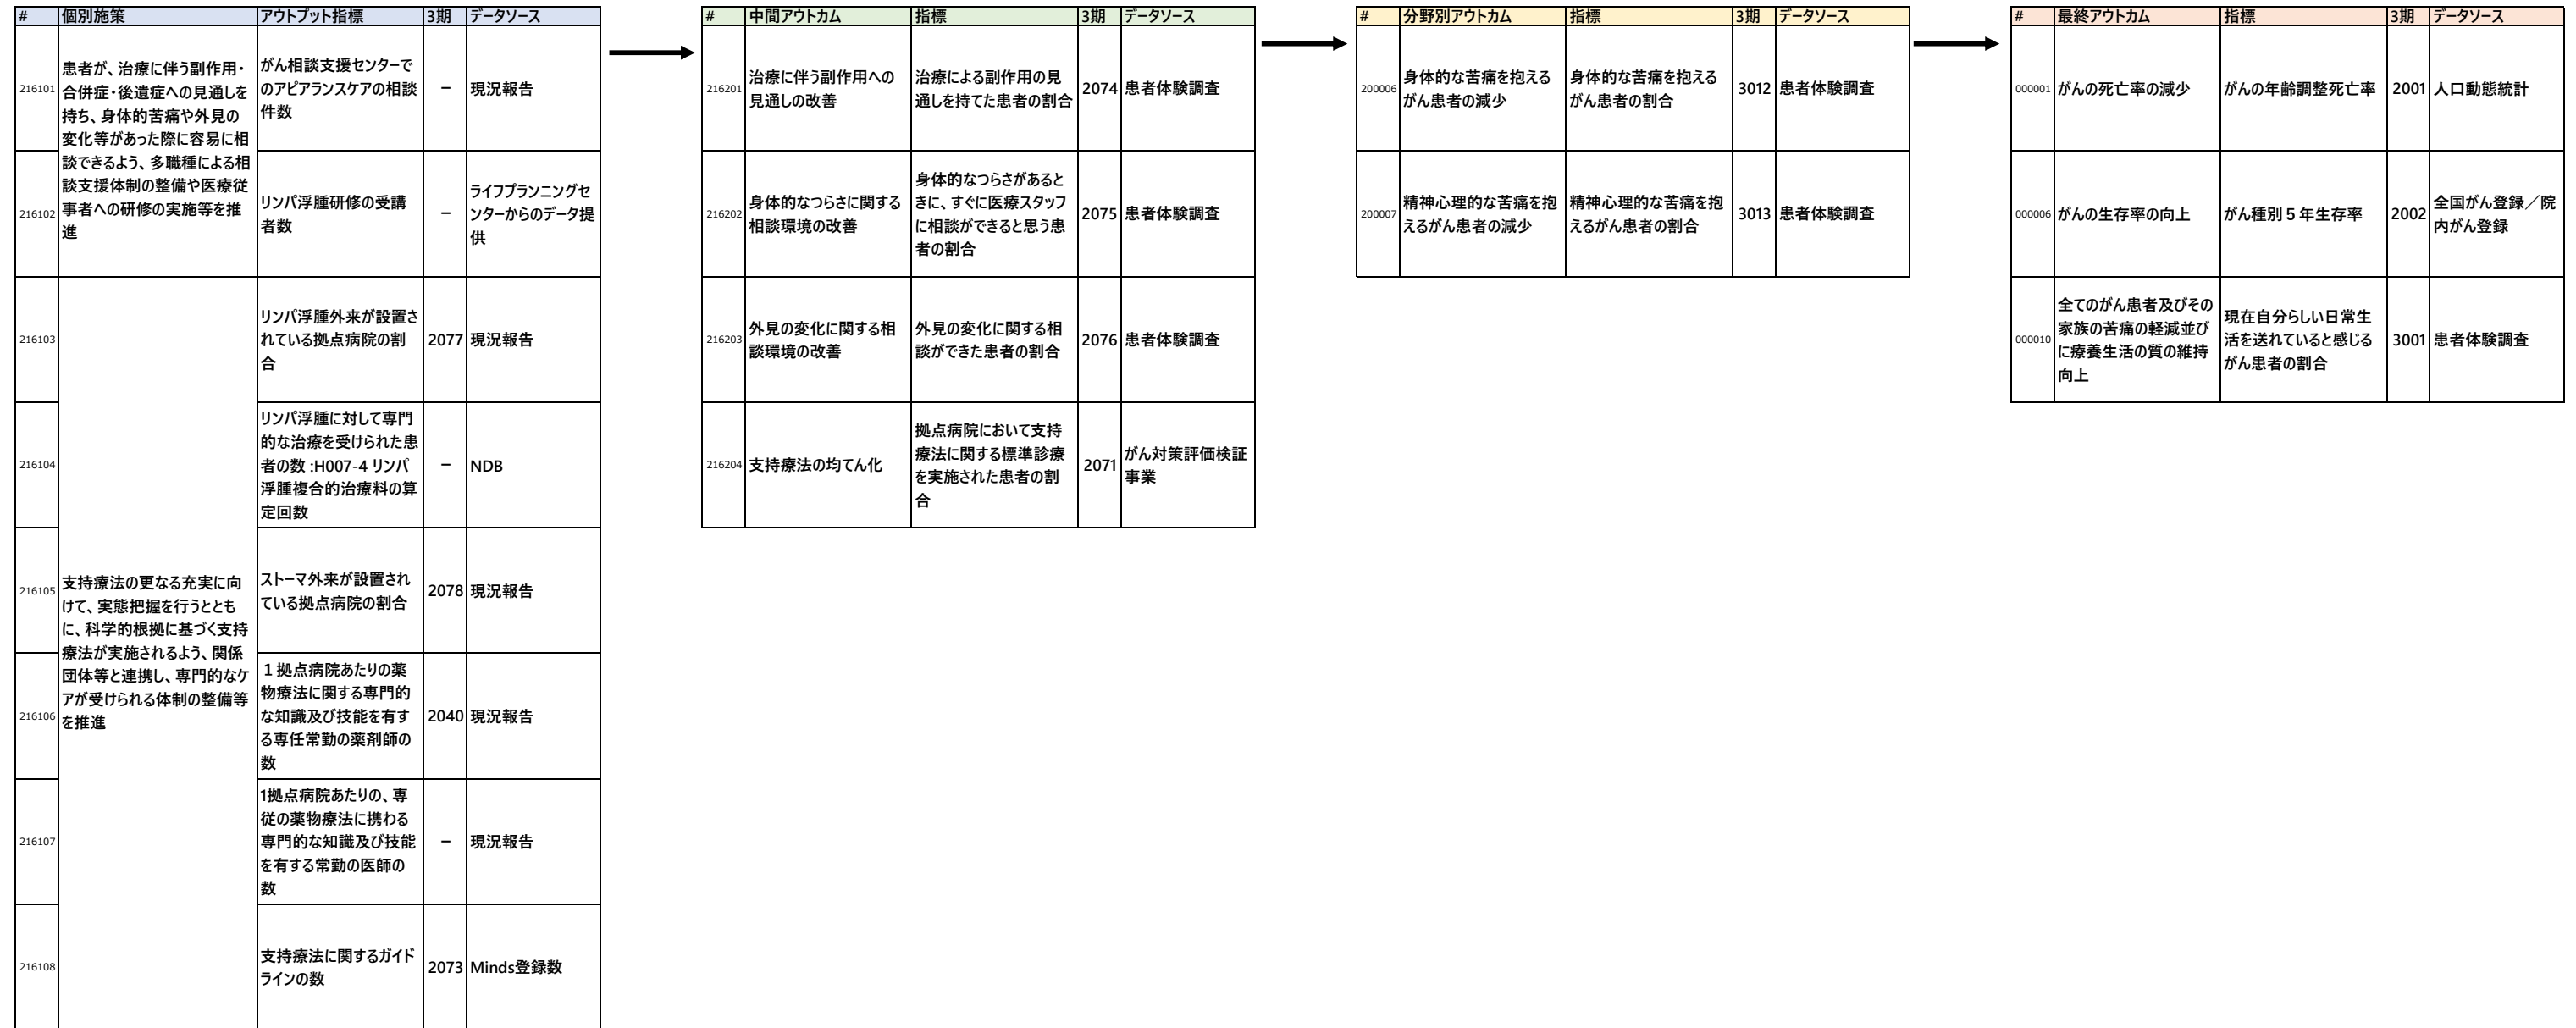 # 個別施策 アウトプット指標 3期 データソース
216101
患者が、治療に伴う副作用・
合併症・後遺症への見通しを
持ち、身体的苦痛や外見の
変化等があった際に容易に相
談できるよう、多職種による相
談支援体制の整備や医療従
事者への研修の実施等を推
進
がん相談支援センターで
のアピアランスケアの相談
件数
－
現況報告
216102
リンパ浮腫研修の受講
者数
－
ライフプランニングセ
ンターからのデータ提
供
216103
支持療法の更なる充実に向
けて、実態把握を行うととも
に、科学的根拠に基づく支持
療法が実施されるよう、関係
団体等と連携し、専門的なケ
アが受けられる体制の整備等
を推進
リンパ浮腫外来が設置さ
れている拠点病院の割
合
2077
現況報告
216104
リンパ浮腫に対して専門
的な治療を受けられた患
者の数 :H007-4 リンパ
浮腫複合的治療料の算
定回数
－
NDB
216105
ストーマ外来が設置され
ている拠点病院の割合
2078
現況報告
216106
１拠点病院あたりの薬
物療法に関する専門的
な知識及び技能を有す
る専任常勤の薬剤師の
数
2040
現況報告
216107
1拠点病院あたりの、専
従の薬物療法に携わる
専門的な知識及び技能
を有する常勤の医師の
数
－
現況報告
216108
支持療法に関するガイド
ラインの数
2073
Minds登録数
# 中間アウトカム 指標 3期 データソース
216201
治療に伴う副作用への
見通しの改善
治療による副作用の見
通しを持てた患者の割合
2074
患者体験調査
216202
身体的なつらさに関する
相談環境の改善
身体的なつらさがあると
きに、すぐに医療スタッフ
に相談ができると思う患
者の割合
2075
患者体験調査
216203
外見の変化に関する相
談環境の改善
外見の変化に関する相
談ができた患者の割合
2076
患者体験調査
216204
支持療法の均てん化
拠点病院において支持
療法に関する標準診療
を実施された患者の割
合
2071
がん対策評価検証
事業
# 分野別アウトカム 指標 3期 データソース
200006
身体的な苦痛を抱える
がん患者の減少
身体的な苦痛を抱える
がん患者の割合
3012
患者体験調査
200007
精神心理的な苦痛を抱
えるがん患者の減少
精神心理的な苦痛を抱
えるがん患者の割合
3013
患者体験調査
# 最終アウトカム 指標 3期 データソース
000001
がんの死亡率の減少
がんの年齢調整死亡率
2001
人口動態統計
000006
がんの生存率の向上
がん種別５年生存率
2002
全国がん登録／院
内がん登録
000010
全てのがん患者及びその
家族の苦痛の軽減並び
に療養生活の質の維持
向上
現在自分らしい日常生
活を送れていると感じる
がん患者の割合
3001
患者体験調査